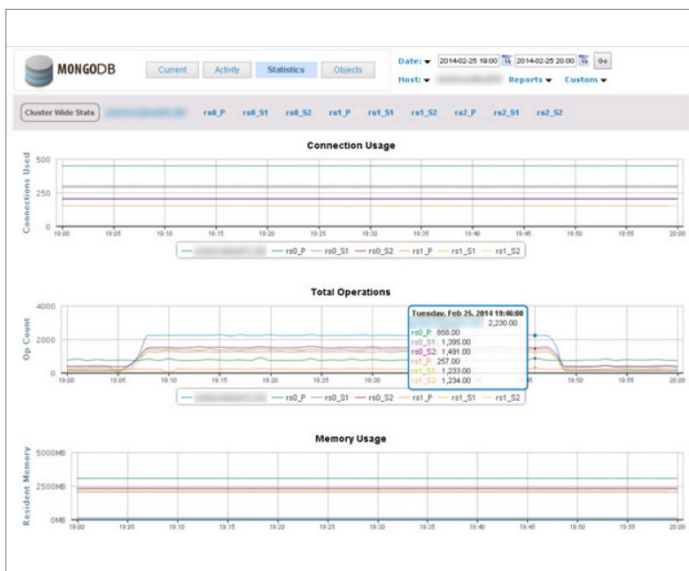 MONGODB
Current Activity Statistics Objects
Date: 2014-02-25 19:00 2014-02-25 20:00 Go
Host: Reports Custom
Cluster Wide Stats rs0_P rs0_S1 rs0_S2 rs1_P rs1_S1 rs1_S2 rs2_P rs2_S1 rs2_S2
Connection Usage
Connections Used
500
250
0
19:00 19:05 19:10 19:15 19:20 19:25 19:30 19:35 19:40 19:45 19:50 19:55 20:00
rs0_P rs0_S1 rs0_S2 rs1_P rs1_S1 rs1_S2
Total Operations
Op Count
4000
2000
0
Tuesday, Feb 25, 2014 19:46:00
2,230.00
rs0_P: 858.00
rs0_S1: 1,395.00
rs0_S2: 1,491.00
rs1_P: 257.00
rs1_S1: 1,233.00
rs1_S2: 1,234.00
19:00 19:05 19:10 19:15 19:20 19:25 19:30 19:35 19:40 19:45 19:50 19:55 20:00
rs0_P rs0_S1 rs0_S2 rs1_P rs1_S1 rs1_S2
Memory Usage
Resident Memory
5000MB
2500MB
0MB
19:00 19:05 19:10 19:15 19:20 19:25 19:30 19:35 19:40 19:45 19:50 19:55 20:00